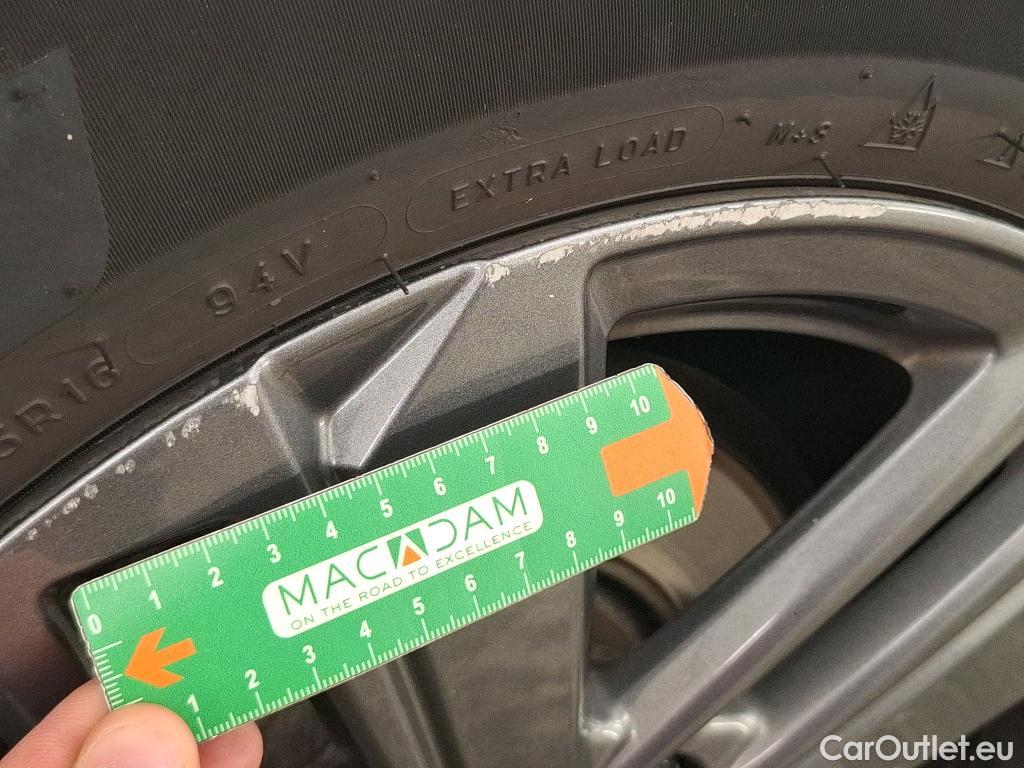 EXTRA LOAD
M+S
94V
R16
0 1 2 3 4 5 6 7 8 9 10
MACADAM
ON THE ROAD TO EXCELLENCE
1 2 3 4 5 6 7 8 9 10
CarOutlet.eu